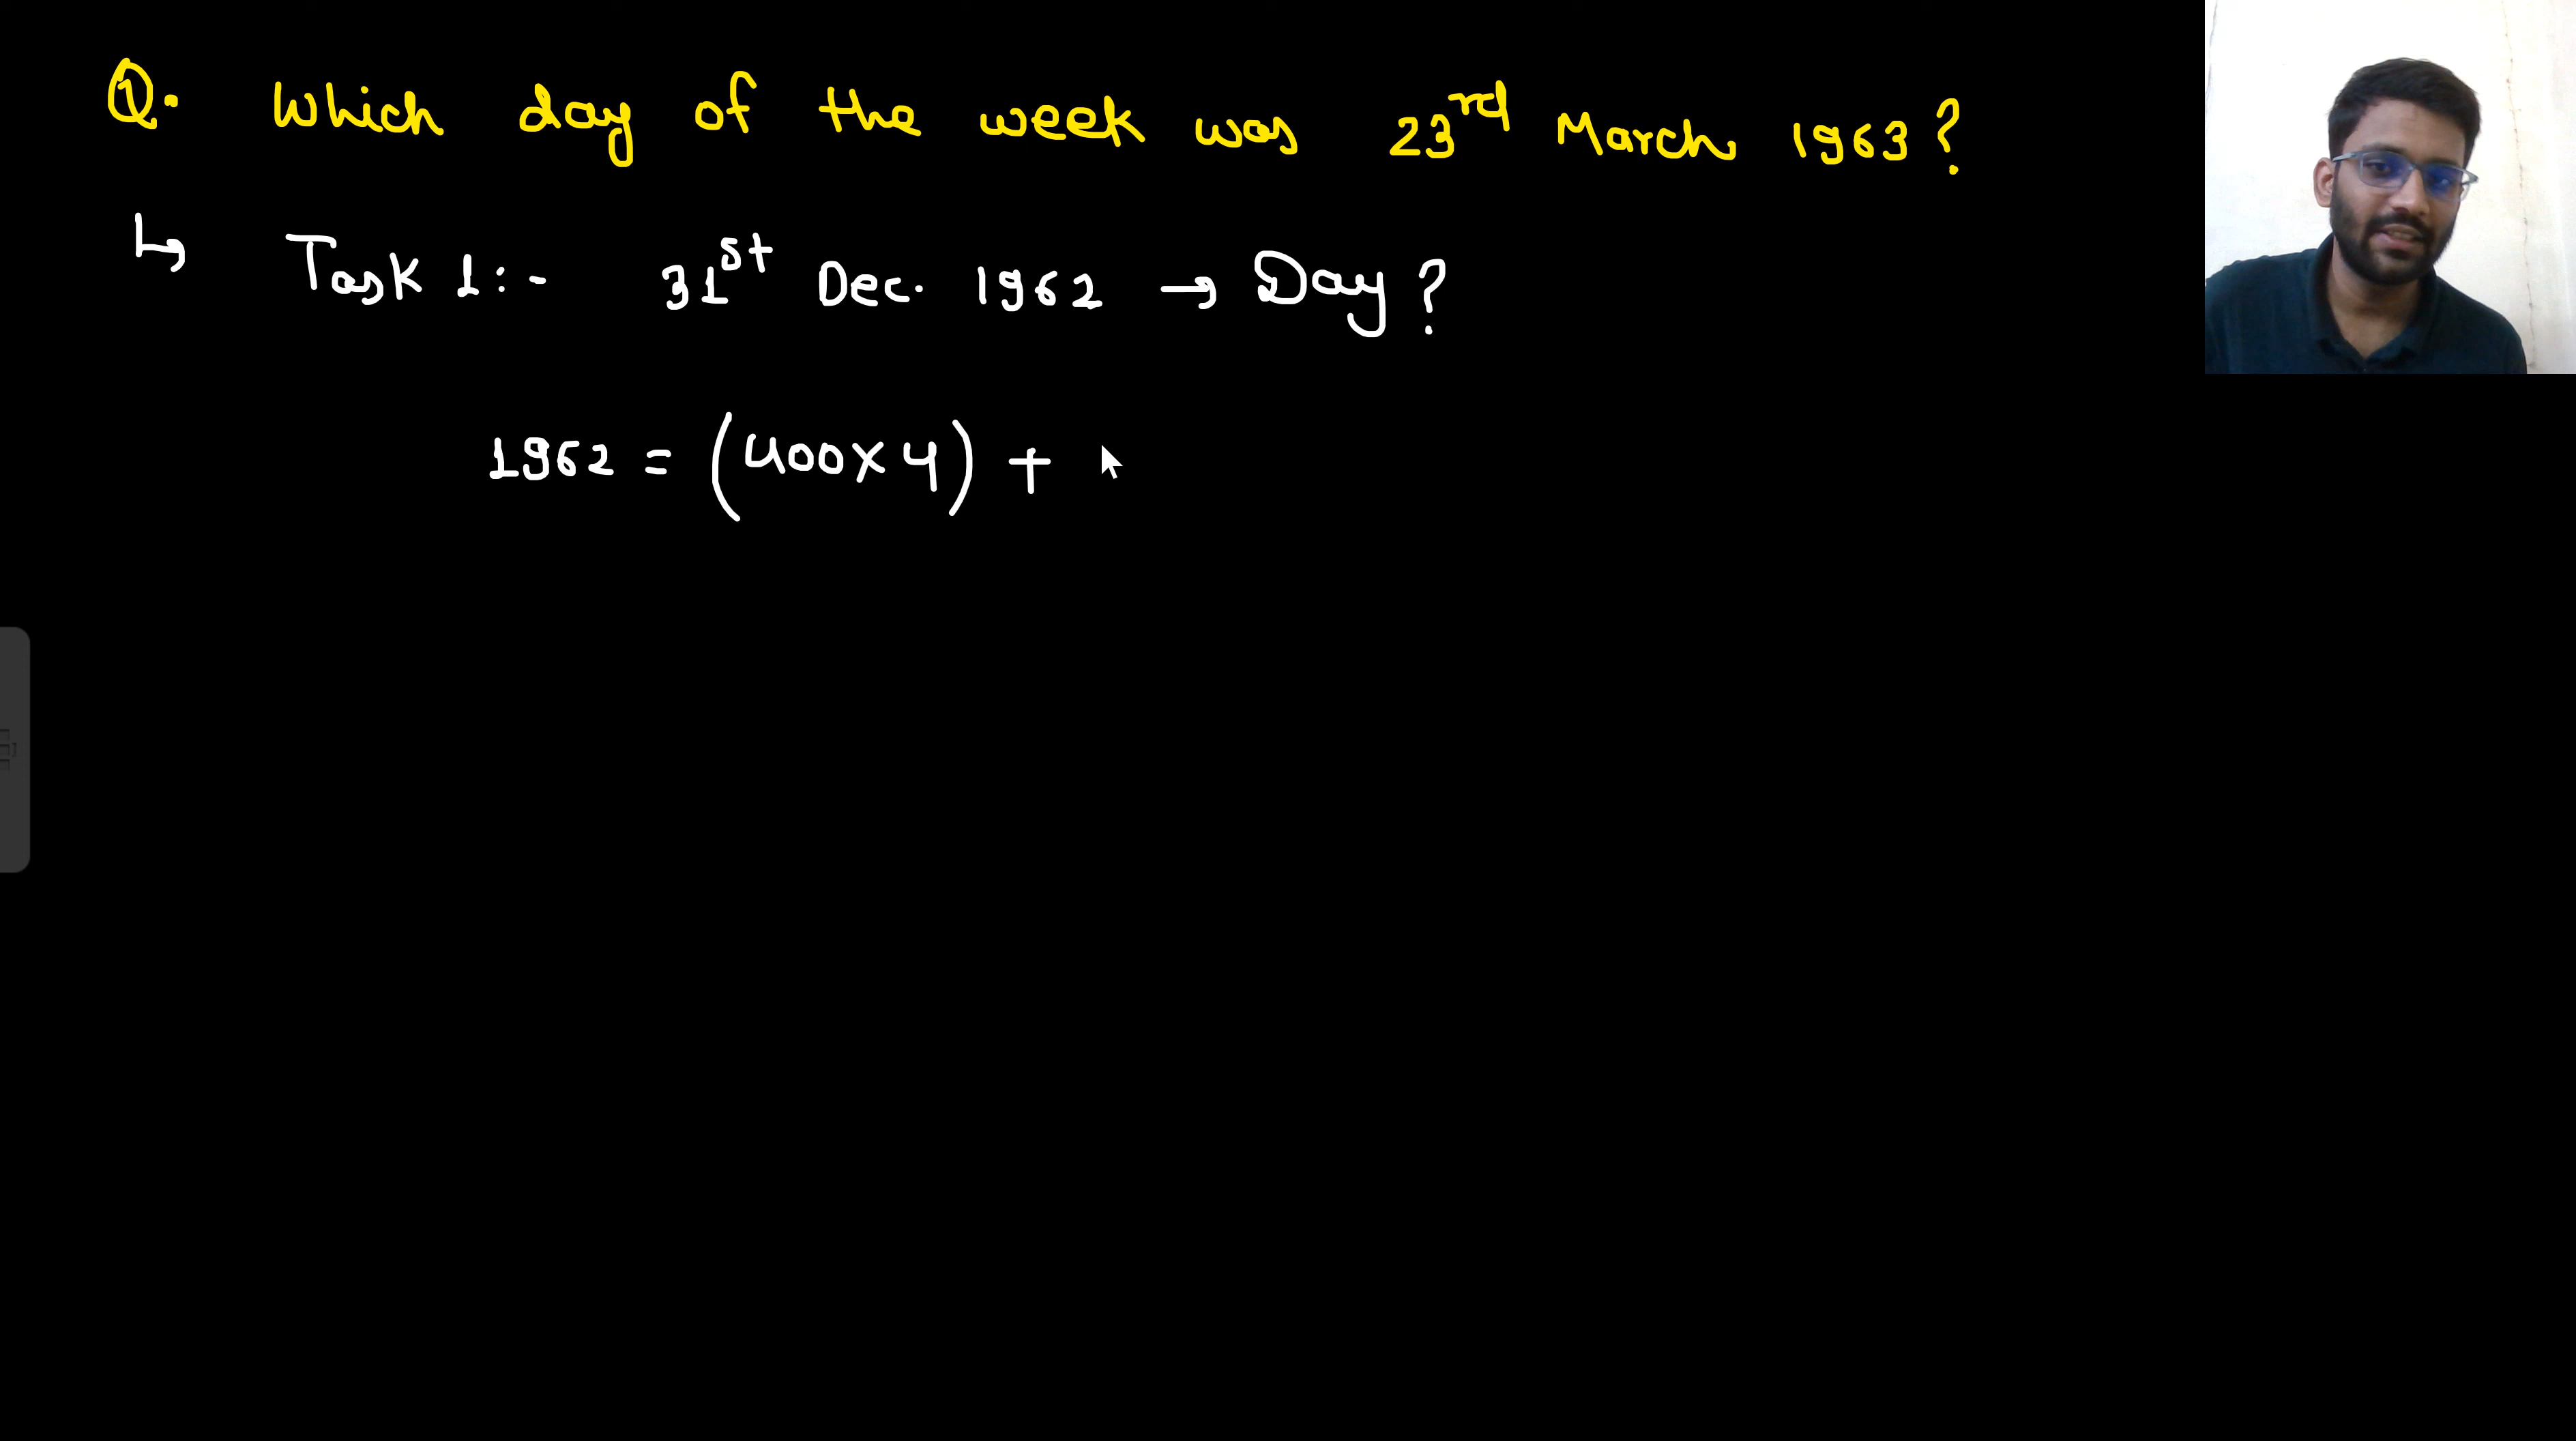 Q. Which day of the week was 23rd March 1963?
↳ Task 1:- 31st Dec. 1962 → Day?
1962 = (400×4) +